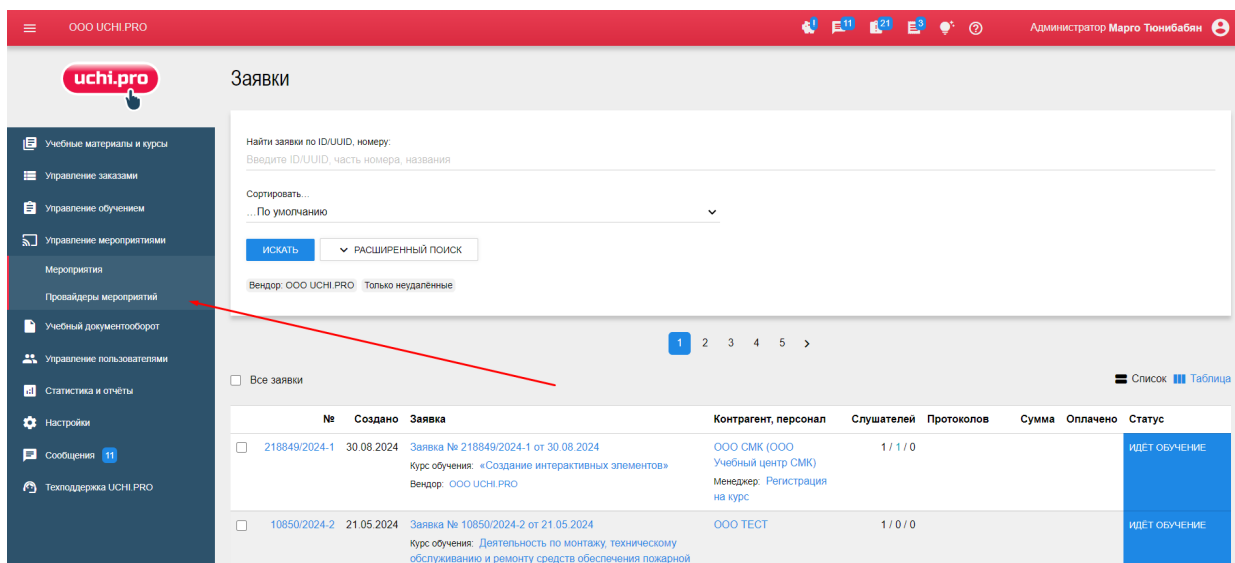 ООО UCHI.PRO
!
11
21
3
Администратор Марго Тюнибабян
uchi.pro
Учебные материалы и курсы
Управление заказами
Управление обучением
Управление мероприятиями
Мероприятия
Провайдеры мероприятий
Учебный документооборот
Управление пользователями
Статистика и отчёты
Настройки
Сообщения 11
Техподдержка UCHI.PRO
Заявки
Найти заявки по ID/UUID, номеру:
Введите ID/UUID, часть номера, названия
Сортировать...
...По умолчанию
ИСКАТЬ
РАСШИРЕННЫЙ ПОИСК
Вендор: ООО UCHI.PRO Только неудалённые
1 2 3 4 5
Все заявки
Список Таблица
№ Создано Заявка Контрагент, персонал Слушателей Протоколов Сумма Оплачено Статус
218849/2024-1 30.08.2024 Заявка № 218849/2024-1 от 30.08.2024 ООО СМК (ООО 1 / 1 / 0 ИДЁТ ОБУЧЕНИЕ
Курс обучения: «Создание интерактивных элементов» Учебный центр СМК)
Вендор: ООО UCHI.PRO Менеджер: Регистрация
на курс
10850/2024-2 21.05.2024 Заявка № 10850/2024-2 от 21.05.2024 ООО ТЕСТ 1 / 0 / 0 ИДЁТ ОБУЧЕНИЕ
Курс обучения: Деятельность по монтажу, техническому
обслуживанию и ремонту средств обеспечения пожарной